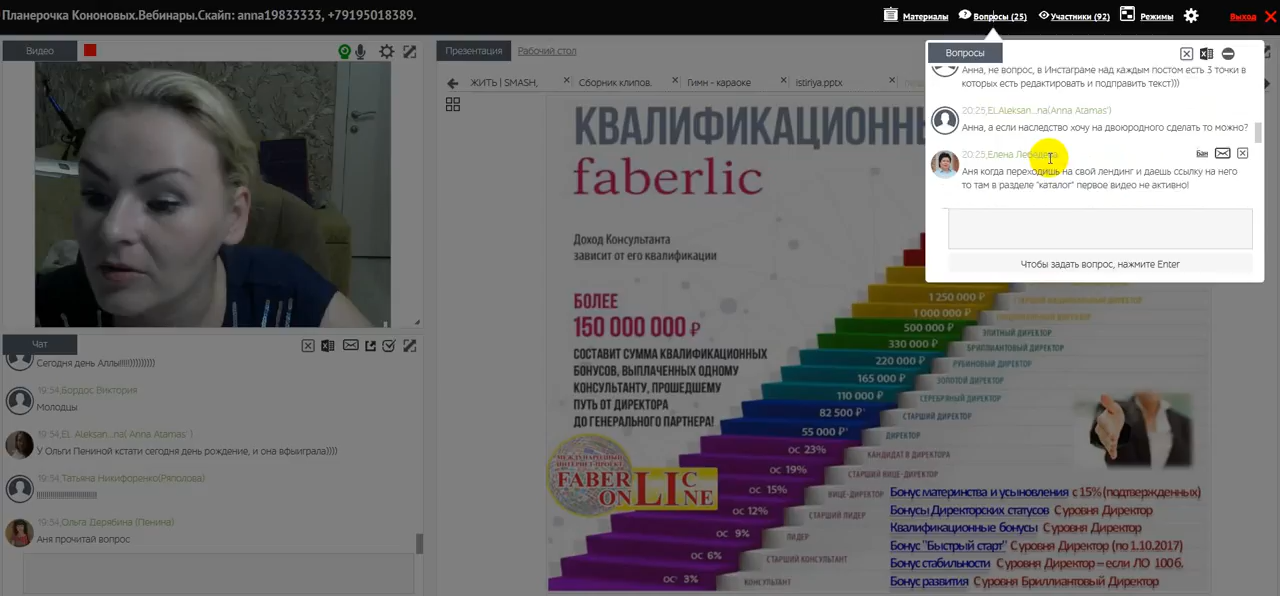 Планерочка Кононовых.Вебинары.Скайп: anna19833333, +79195018389.
Материалы
Вопросы (25)
Участники (92)
Режимы
Выход
Видео
Презентация
Рабочий стол
ЖИТЬ | SMASH,
Сборник клипов.
Гимн - караоке
istiriya.pptx
Вопросы
Анна, не вопрос, в Инстаграме над каждым постом есть 3 точки в
которых есть редактировать и подправить текст)))
20:25,El.Aleksan...na(Anna Atamas')
Анна, а если наследство хочу на двоюродного сделать то можно?
20:25,Елена Лебедева
Бан
Аня когда переходишь на свой лендинг и даешь ссылку на него
то там в разделе "каталог" первое видео не активно!
Чтобы задать вопрос, нажмите Enter
КВАЛИФИКАЦИОНН
faberlic
Доход Консультанта
зависит от его квалификации
БОЛЕЕ
150 000 000 ₽
СОСТАВИТ СУММА КВАЛИФИКАЦИОННЫХ
БОНУСОВ, ВЫПЛАЧЕННЫХ ОДНОМУ
КОНСУЛЬТАНТУ, ПРОШЕДШЕМУ
ПУТЬ ОТ ДИРЕКТОРА
ДО ГЕНЕРАЛЬНОГО ПАРТНЕРА!
1 250 000 ₽
1 000 000 ₽
500 000 ₽
ЭЛИТНЫЙ ДИРЕКТОР
330 000 ₽
БРИЛЛИАНТОВЫЙ ДИРЕКТОР
220 000 ₽
РУБИНОВЫЙ ДИРЕКТОР
165 000 ₽
ЗОЛОТОЙ ДИРЕКТОР
110 000 ₽
СЕРЕБРЯНЫЙ ДИРЕКТОР
82 500 ₽
СТАРШИЙ ДИРЕКТОР
55 000 ₽
ДИРЕКТОР
ОС 23%
КАНДИДАТ В ДИРЕКТОРА
ОС 19%
СТАРШИЙ ВИЦЕ-ДИРЕКТОР
ОС 15%
ВИЦЕ-ДИРЕКТОР
ОС 12%
СТАРШИЙ ЛИДЕР
ОС 9%
ЛИДЕР
ОС 6%
СТАРШИЙ КОНСУЛЬТАНТ
ОС 3%
КОНСУЛЬТАНТ
МЕЖДУНАРОДНЫЙ
ИНТЕРНЕТ-ПРОЕКТ
FABERLIC
ONLINE
Бонус материнства и усыновления с 15% (подтвержденных)
Бонусы Директорских статусов С уровня Директор
Квалификационные бонусы С уровня Директор
Бонус "Быстрый старт" С уровня Директор (по 1.10.2017)
Бонус стабильности С уровня Директор – если ЛО 100б.
Бонус развития С уровня Бриллиантовый Директор
Чат
Сегодня день Аллы!!!!!)))))))))
19:54,Бордос Виктория
Молодцы
19:54,El. Aleksan...na( Anna Atamas' )
У Ольги Пениной кстати сегодня день рождение, и она вфыиграла))))
19:54,Татьяна Никифоренко(Ряполова)
!!!!!!!!!!!!!!!!!!!!!!!!!!!!!!
19:54,Ольга Дерябина (Пенина)
Аня прочитай вопрос